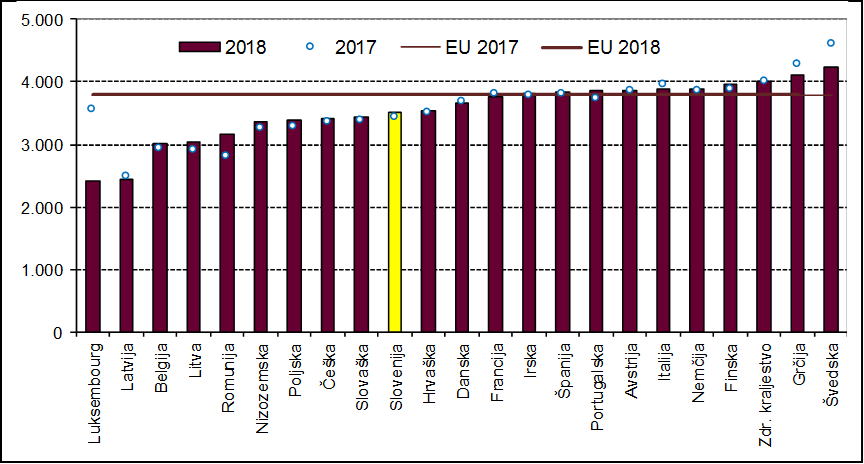 5.000
2018 2017 EU 2017 EU 2018
4.000
3.000
2.000
1.000
0
Luksembourg
Latvija
Belgija
Litva
Romunija
Nizozemska
Poljska
Češka
Slovaška
Slovenija
Hrvaška
Danska
Francija
Irska
Španija
Portugalska
Avstrija
Italija
Nemčija
Finska
Zdr. kraljestvo
Grčija
Švedska